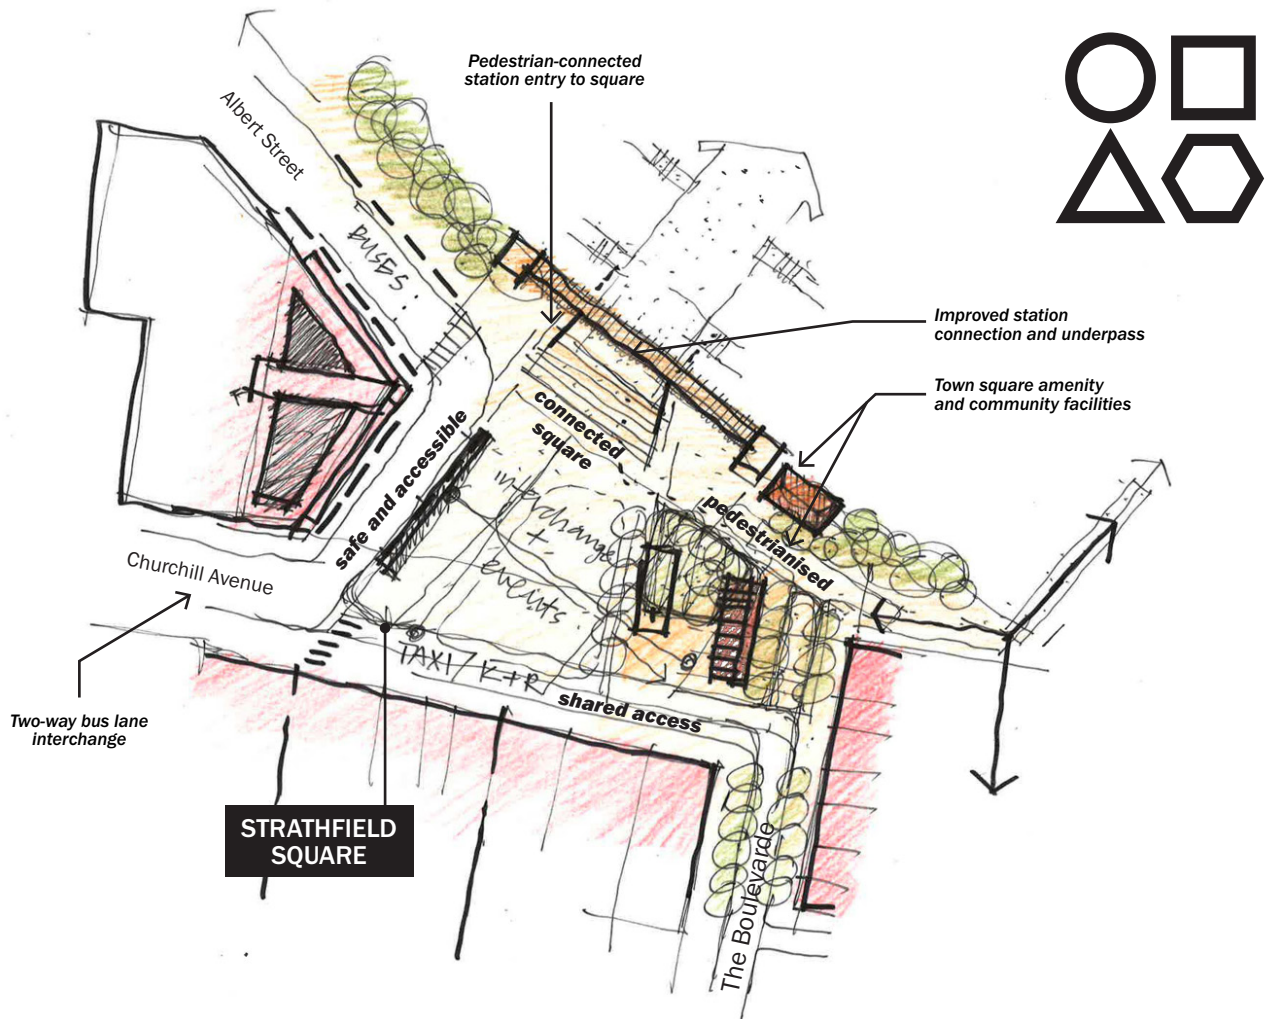 Pedestrian-connected
station entry to square
Albert Street
BUSES
Improved station
connection and underpass
Town square amenity
and community facilities
connected
square
safe and accessible
interchange
+
events
pedestrianised
Churchill Avenue
TAXI / K+R
shared access
Two-way bus lane
interchange
STRATHFIELD
SQUARE
The Boulevarde